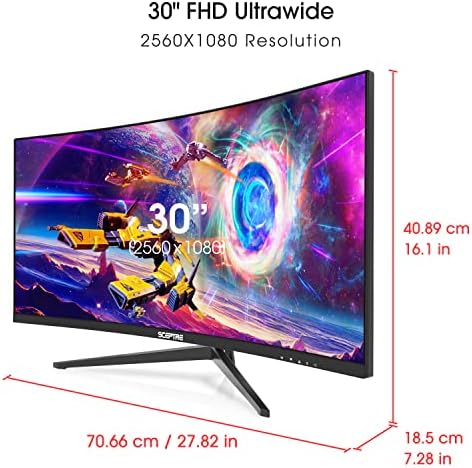 30" FHD Ultrawide
2560X1080 Resolution
30”
(2560x1080)
40.89 cm
16.1 in
SCEPTRE
18.5 cm
7.28 in
70.66 cm / 27.82 in